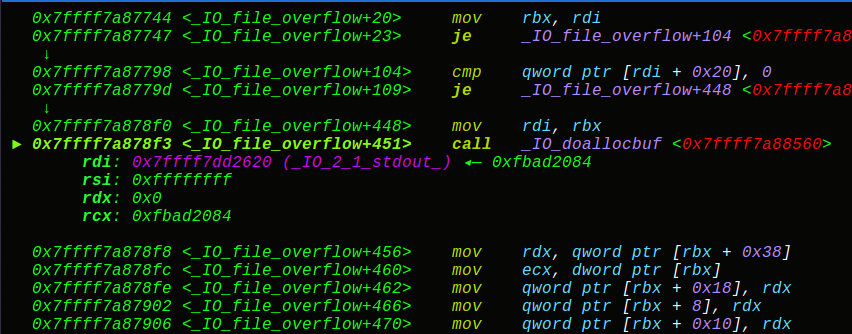 0x7ffff7a87744 <_IO_file_overflow+20> mov rbx, rdi
0x7ffff7a87747 <_IO_file_overflow+23> je _IO_file_overflow+104 <0x7ffff7a8
↓
0x7ffff7a87798 <_IO_file_overflow+104> cmp qword ptr [rdi + 0x20], 0
0x7ffff7a8779d <_IO_file_overflow+109> je _IO_file_overflow+448 <0x7ffff7a8
↓
0x7ffff7a878f0 <_IO_file_overflow+448> mov rdi, rbx
► 0x7ffff7a878f3 <_IO_file_overflow+451> call _IO_doallocbuf <0x7ffff7a88560>
rdi: 0x7ffff7dd2620 (_IO_2_1_stdout_) ◂— 0xfbad2084
rsi: 0xffffffff
rdx: 0x0
rcx: 0xfbad2084
0x7ffff7a878f8 <_IO_file_overflow+456> mov rdx, qword ptr [rbx + 0x38]
0x7ffff7a878fc <_IO_file_overflow+460> mov ecx, dword ptr [rbx]
0x7ffff7a878fe <_IO_file_overflow+462> mov qword ptr [rbx + 0x18], rdx
0x7ffff7a87902 <_IO_file_overflow+466> mov qword ptr [rbx + 8], rdx
0x7ffff7a87906 <_IO_file_overflow+470> mov qword ptr [rbx + 0x10], rdx